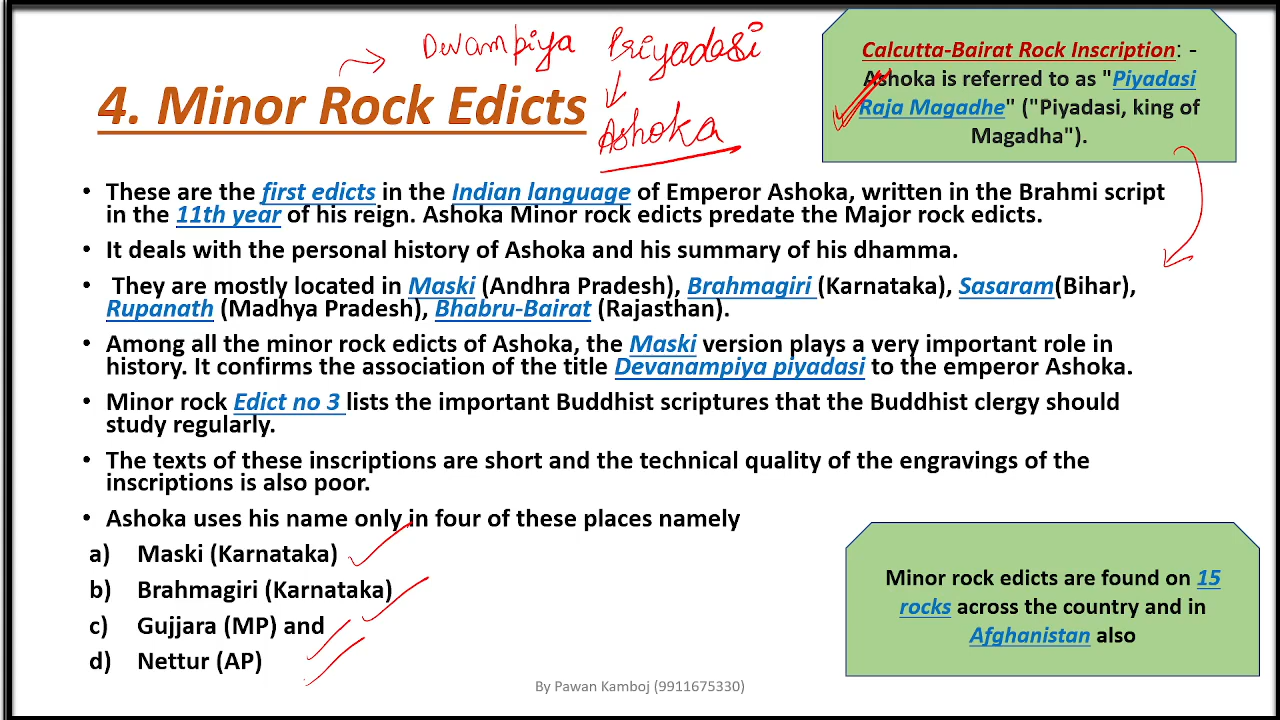 Devampiya Priyadasi
Ashoka
4. Minor Rock Edicts
Calcutta-Bairat Rock Inscription: -
Ashoka is referred to as "Piyadasi
Raja Magadhe" ("Piyadasi, king of
Magadha").
• These are the first edicts in the Indian language of Emperor Ashoka, written in the Brahmi script
in the 11th year of his reign. Ashoka Minor rock edicts predate the Major rock edicts.
• It deals with the personal history of Ashoka and his summary of his dhamma.
• They are mostly located in Maski (Andhra Pradesh), Brahmagiri (Karnataka), Sasaram(Bihar),
Rupanath (Madhya Pradesh), Bhabru-Bairat (Rajasthan).
• Among all the minor rock edicts of Ashoka, the Maski version plays a very important role in
history. It confirms the association of the title Devanampiya piyadasi to the emperor Ashoka.
• Minor rock Edict no 3 lists the important Buddhist scriptures that the Buddhist clergy should
study regularly.
• The texts of these inscriptions are short and the technical quality of the engravings of the
inscriptions is also poor.
• Ashoka uses his name only in four of these places namely
a) Maski (Karnataka)
b) Brahmagiri (Karnataka)
c) Gujjara (MP) and
d) Nettur (AP)
Minor rock edicts are found on 15
rocks across the country and in
Afghanistan also
By Pawan Kamboj (9911675330)